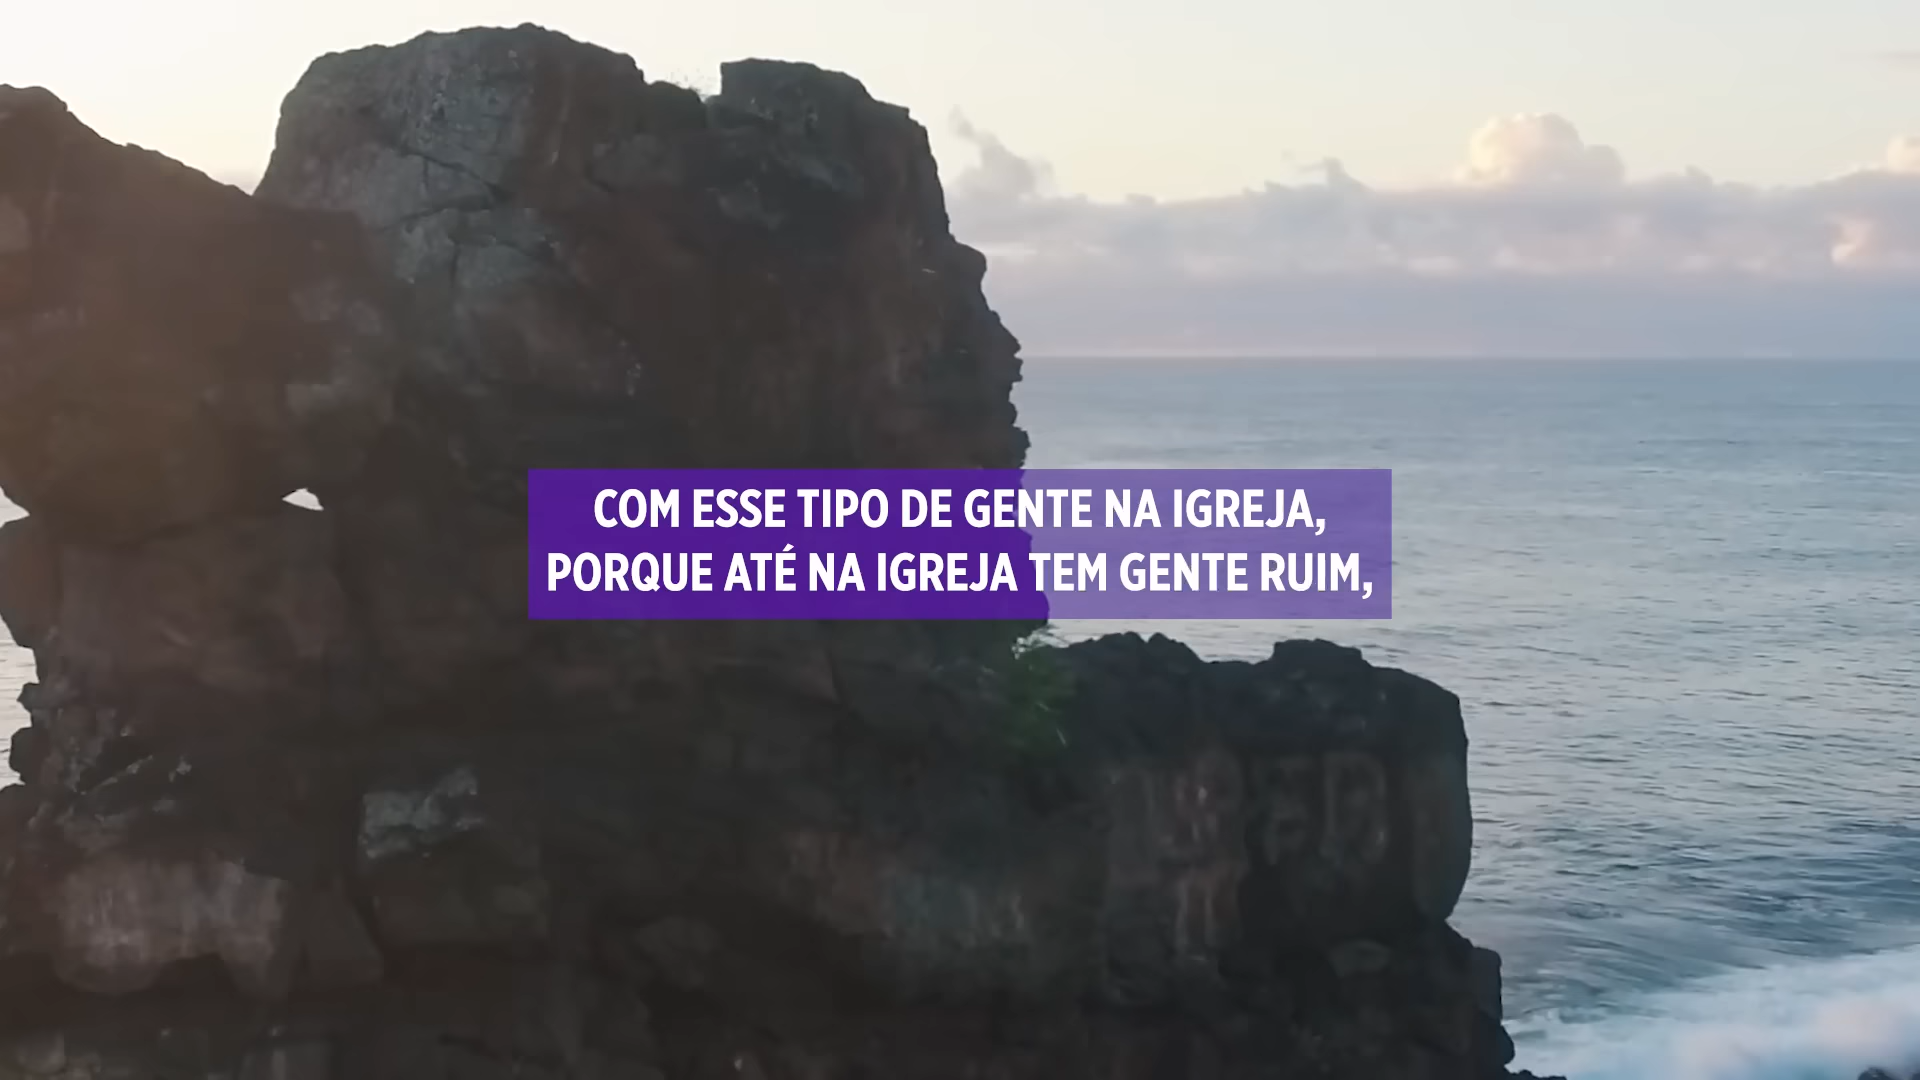 COM ESSE TIPO DE GENTE NA IGREJA,
PORQUE ATÉ NA IGREJA TEM GENTE RUIM,